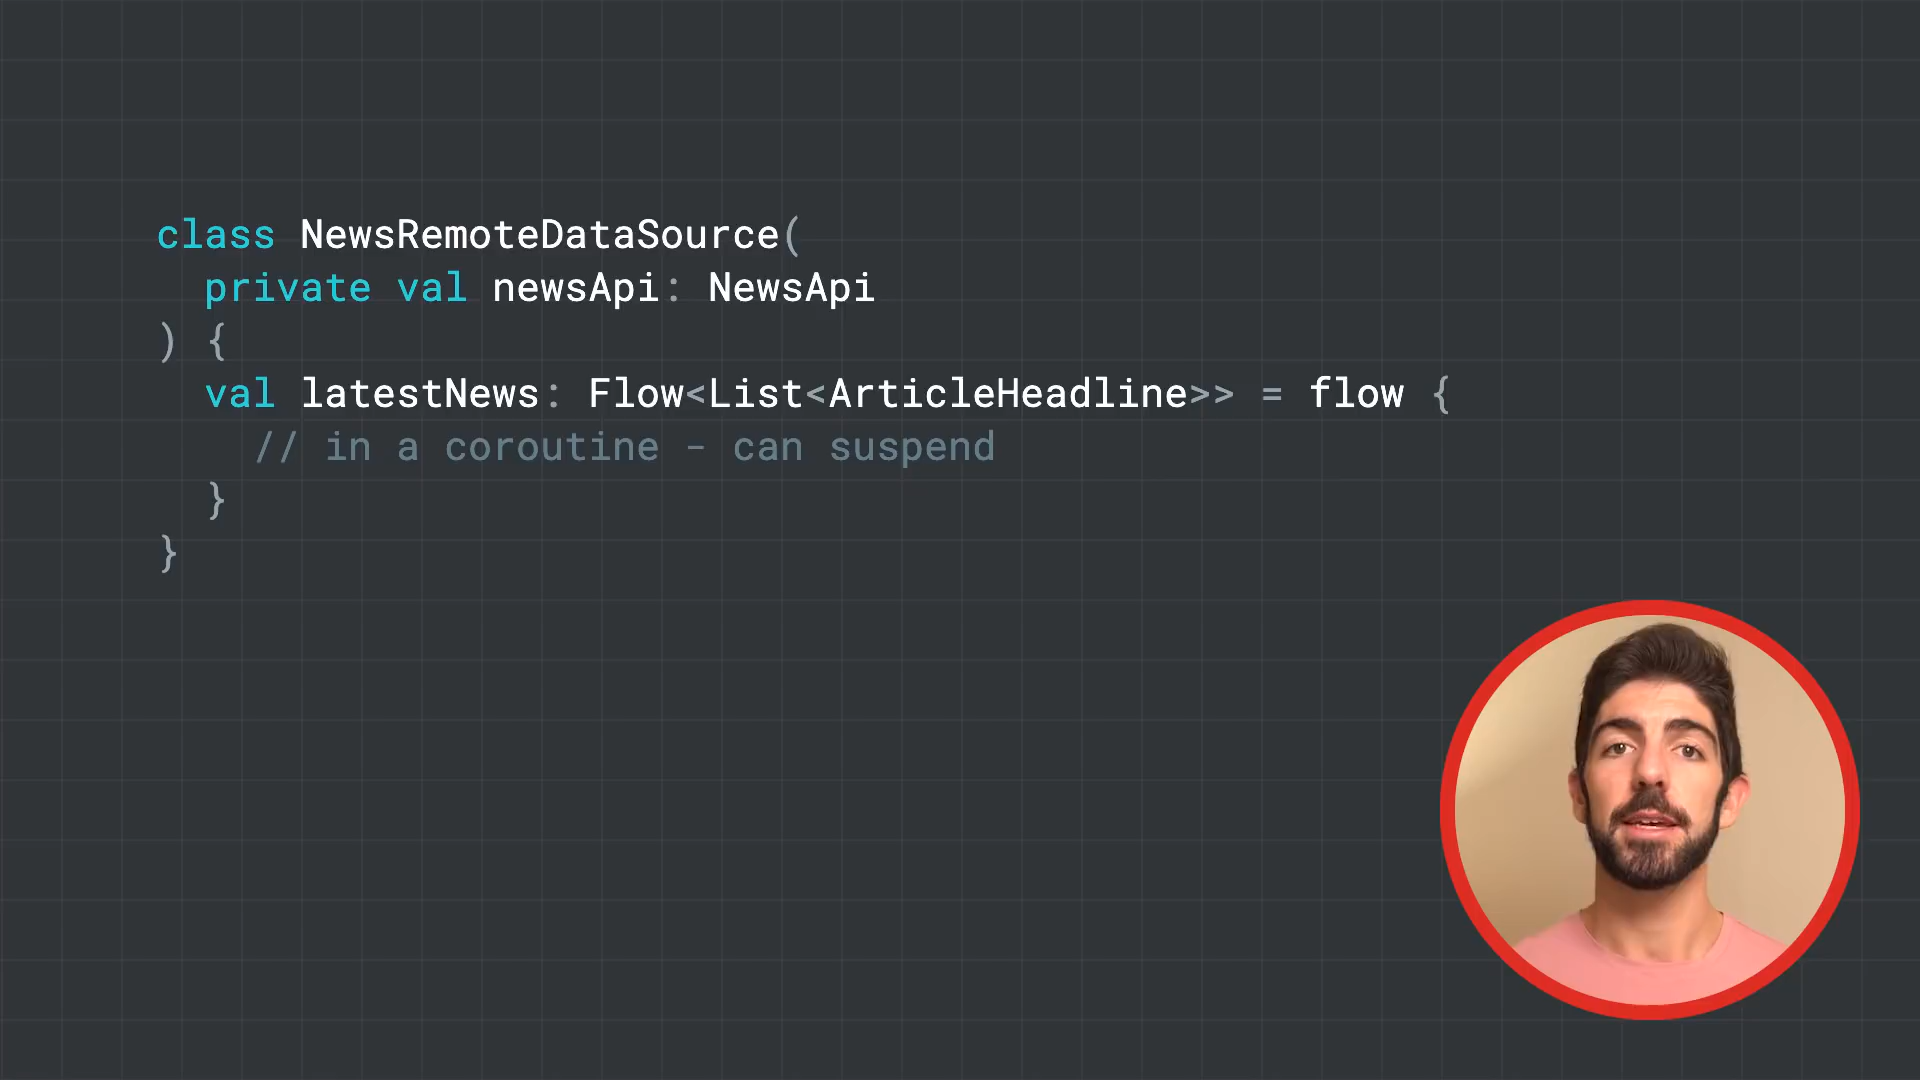 class NewsRemoteDataSource(
  private val newsApi: NewsApi
) {
  val latestNews: Flow<List<ArticleHeadline>> = flow {
    // in a coroutine - can suspend
  }
}